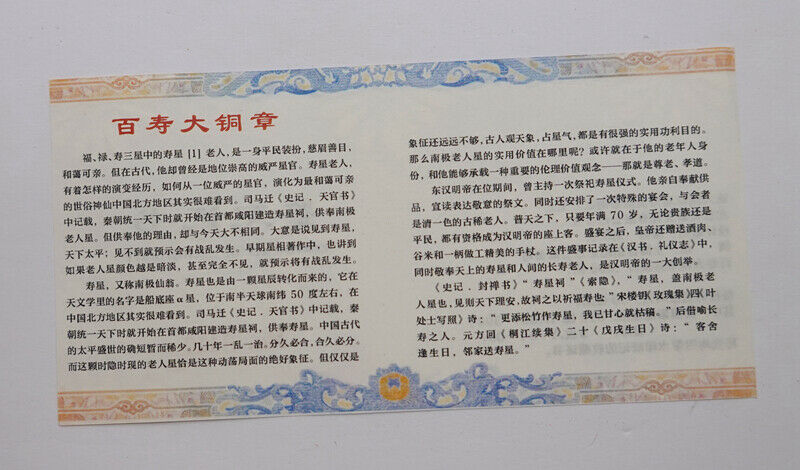 百寿大铜章
福、禄、寿三星中的寿星 [1] 老人，是一身平民装扮，慈眉善目，
和蔼可亲。但在古代，他却曾经是地位崇高的威严星官。寿星老人，
有着怎样的演变经历，如何从一位威严的星官，演化为最和蔼可亲
的世俗神仙中国北方地区其实很难看到。司马迁《史记．天官书》
中记载，秦朝统一天下时就开始在首都咸阳建造寿星祠，供奉南极
老人星。但供奉他的理由，却与今天大不相同。大意是说见到寿星，
天下太平；见不到就预示会有战乱发生。早期星相著作中，也讲到
如果老人星颜色越是暗淡，甚至完全不见，就预示将有战乱发生。
寿星，又称南极仙翁。寿星也是由一颗星辰转化而来的，它在
天文学里的名字是船底座α星，位于南半天球南纬 50 度左右，在
中国北方地区其实很难看到。司马迁《史记．天官书》中记载，秦
朝统一天下时就开始在首都咸阳建造寿星祠，供奉寿星。中国古代
的太平盛世的确短暂而稀少。几十年一乱一治。分久必合，合久必分。
而这颗时隐时现的老人星恰是这种动荡局面的绝好象征。但仅仅是
象征还远远不够，古人观天象，占星气，都是有很强的实用功利目的。
那么南极老人星的实用价值在哪里呢？或许就在于他的老年人身
份，和他能够承载一种重要的伦理价值观念——那就是尊老、孝道。
东汉明帝在位期间，曾主持一次祭祀寿星仪式。他亲自奉献供
品，宣读表达敬意的祭文。同时还安排了一次特殊的宴会，与会者
是清一色的古稀老人。普天之下，只要年满 70 岁，无论贵族还是
平民，都有资格成为汉明帝的座上客。盛宴之后，皇帝还赠送酒肉、
谷米和一柄做工精美的手杖。这件盛事记录在《汉书．礼仪志》中，
同时敬奉天上的寿星和人间的长寿老人，是汉明帝的一大创举。
《史记．封禅书》“寿星祠”《索隐》，“寿星，盖南极老
人星也，见则天下理安，故祠之以祈福寿也”宋楼钥《玫瑰集》四《叶
处士写照》诗：“更添松竹作寿星，我已甘心就枯稿。”后借喻长
寿之人。元方回《桐江续集》二十《戊戌生日》诗：“客舍
逢生日，邻家送寿星。”